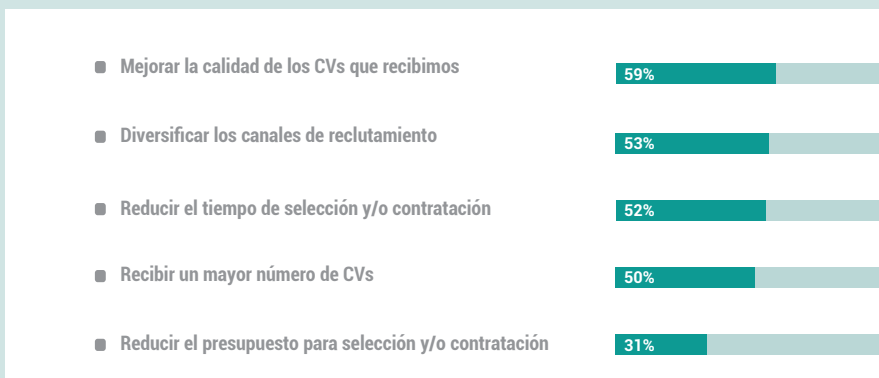 Mejorar la calidad de los CVs que recibimos 59%
Diversificar los canales de reclutamiento 53%
Reducir el tiempo de selección y/o contratación 52%
Recibir un mayor número de CVs 50%
Reducir el presupuesto para selección y/o contratación 31%